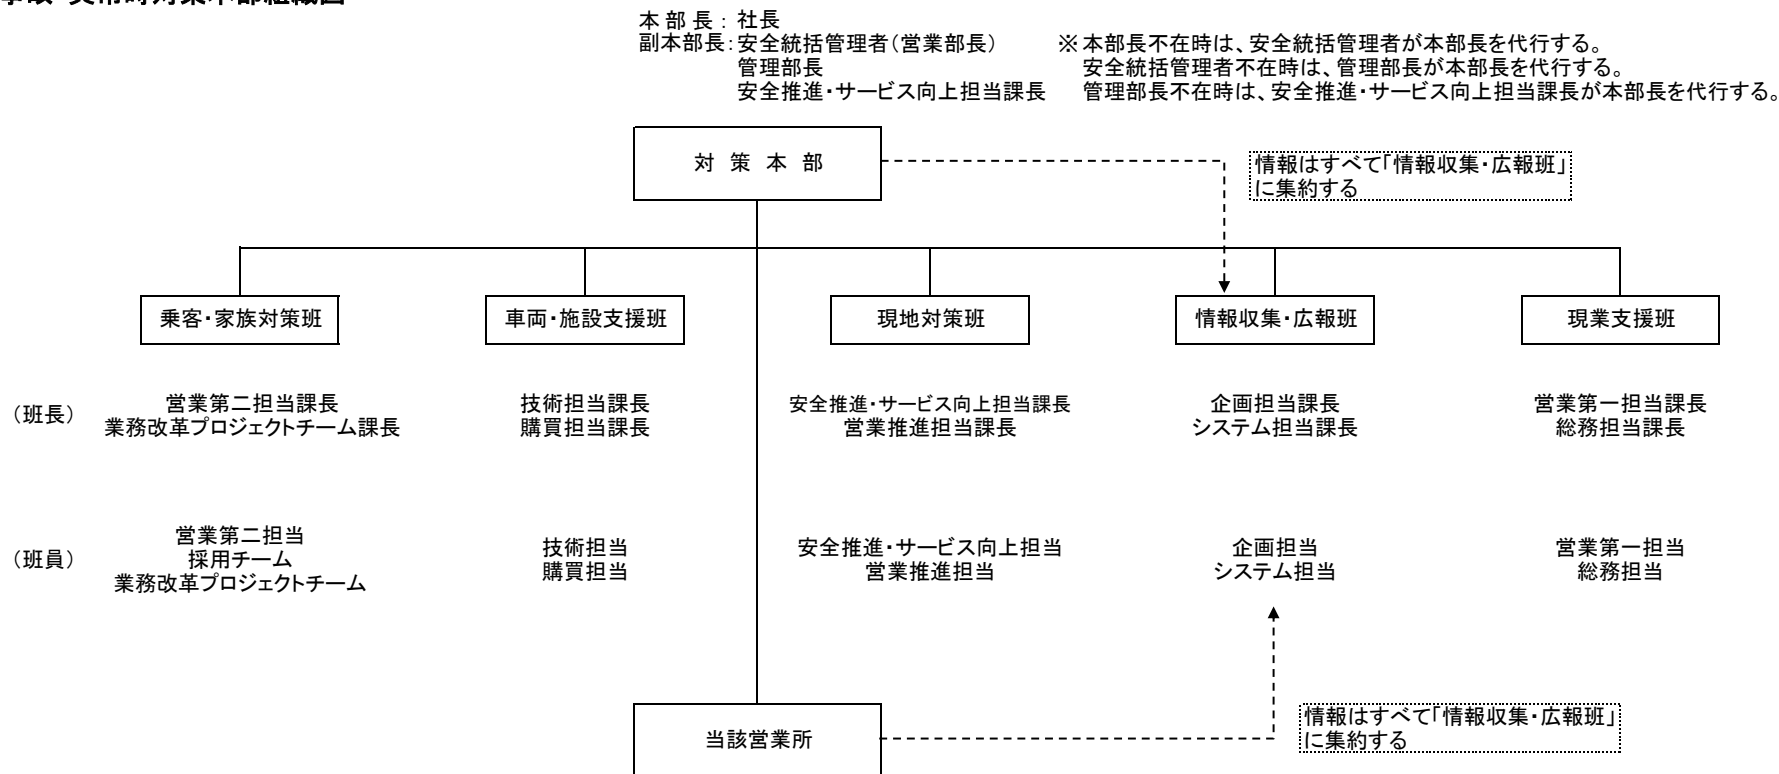 本部長：社長
副本部長：安全統括管理者（営業部長）　※本部長不在時は、安全統括管理者が本部長を代行する。
管理部長　安全統括管理者不在時は、管理部長が本部長を代行する。
安全推進・サービス向上担当課長　管理部長不在時は、安全推進・サービス向上担当課長が本部長を代行する。
対策本部
情報はすべて「情報収集・広報班」
に集約する
乗客・家族対策班　車両・施設支援班　現地対策班　情報収集・広報班　現業支援班
（班長）
営業第二担当課長
業務改革プロジェクトチーム課長
技術担当課長
購買担当課長
安全推進・サービス向上担当課長
営業推進担当課長
企画担当課長
システム担当課長
営業第一担当課長
総務担当課長
（班員）
営業第二担当
採用チーム
業務改革プロジェクトチーム
技術担当
購買担当
安全推進・サービス向上担当
営業推進担当
企画担当
システム担当
営業第一担当
総務担当
当該営業所
情報はすべて「情報収集・広報班」
に集約する